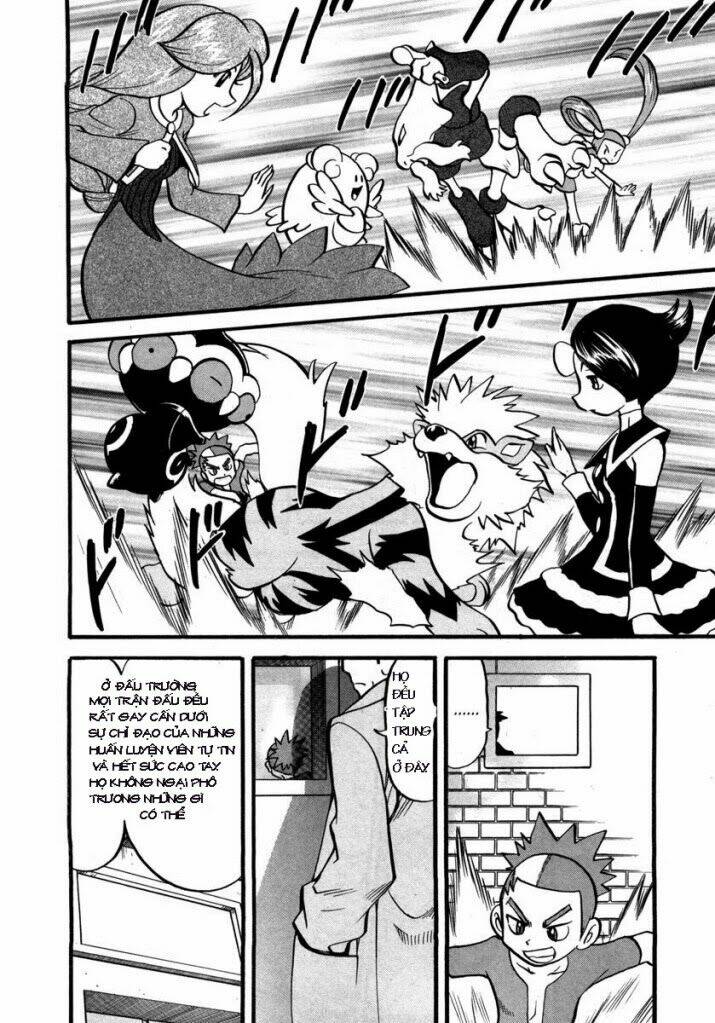 ........
HỌ
ĐỀU
TẬP
TRUNG
CẢ
Ở ĐÂY.
Ở ĐẤU TRƯỜNG
MỌI TRẬN ĐẤU ĐỀU
RẤT GAY CẤN DƯỚI
SỰ CHỈ ĐẠO CỦA NHỮNG
HUẤN LUYỆN VIÊN TỰ TIN
VÀ HẾT SỨC CAO TAY.
HỌ KHÔNG NGẠI PHÔ
TRƯƠNG NHỮNG GÌ
CÓ THỂ